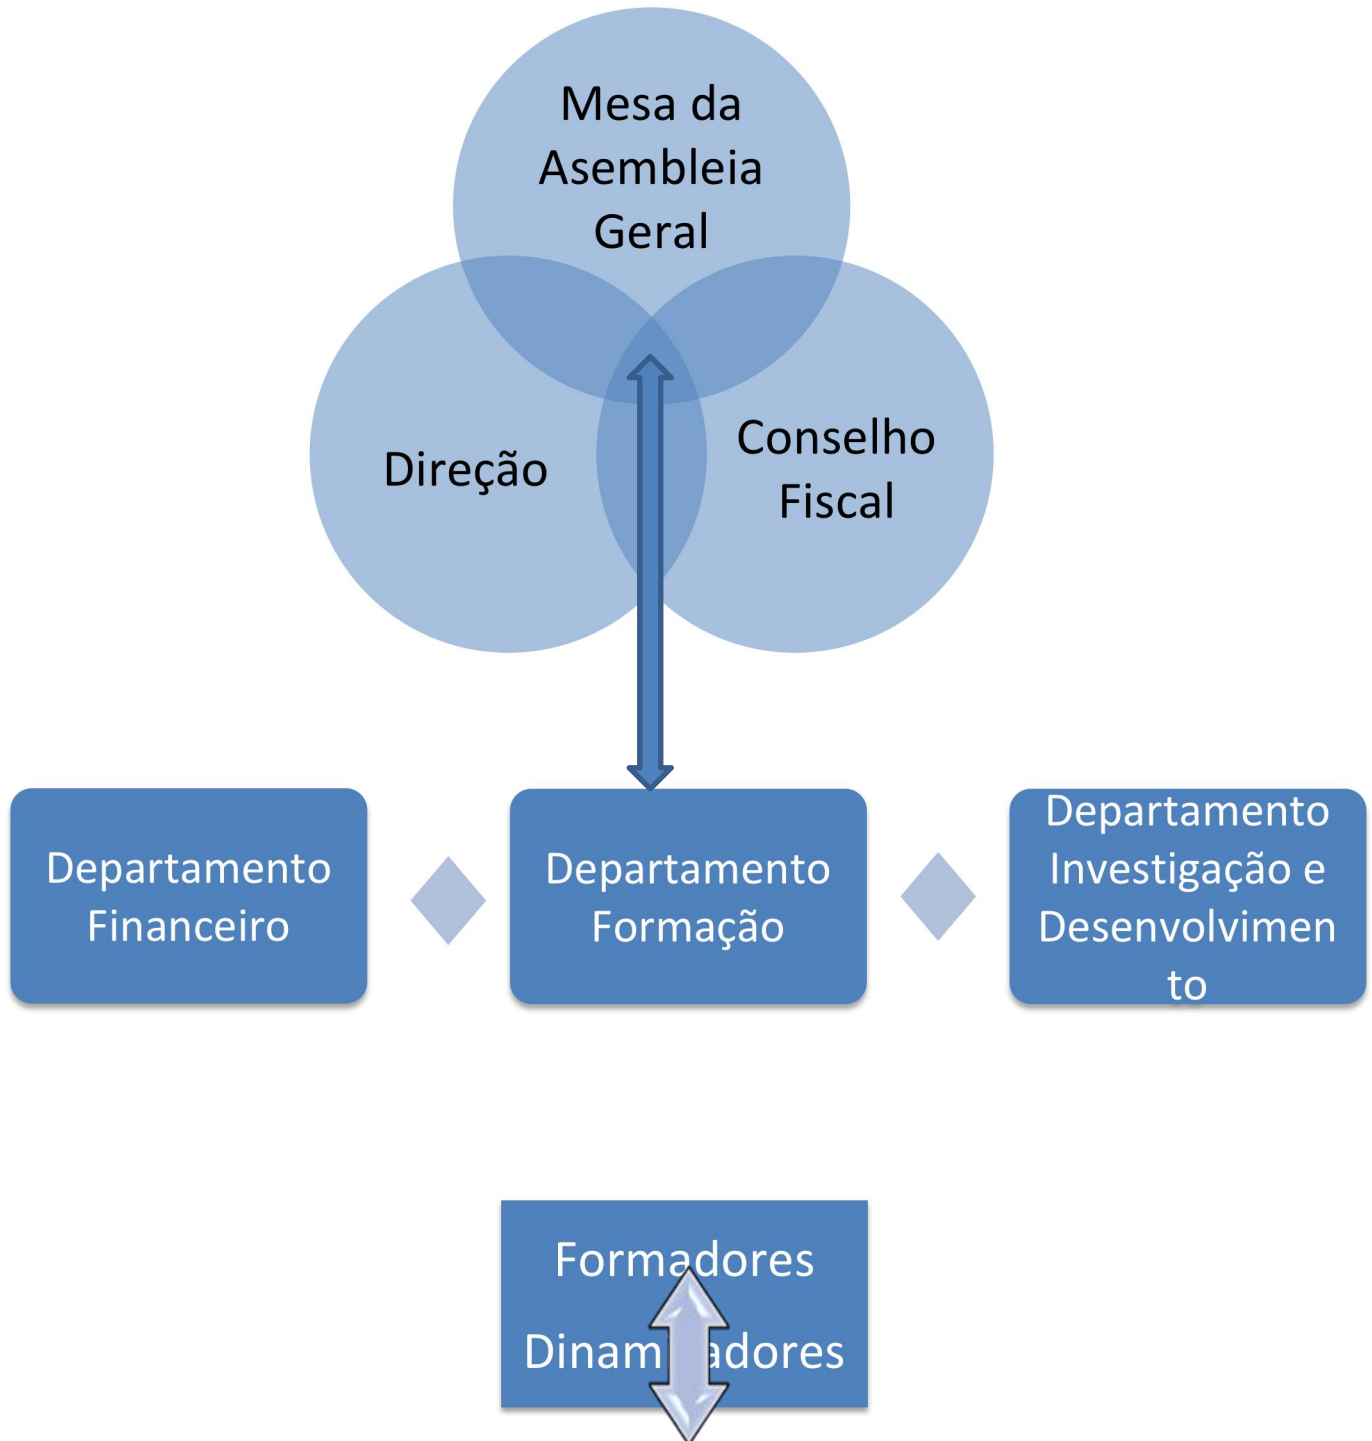 Mesa da
Asembleia
Geral
Direção
Conselho
Fiscal
Departamento
Financeiro
Departamento
Formação
Departamento
Investigação e
Desenvolvimen
to
Formadores